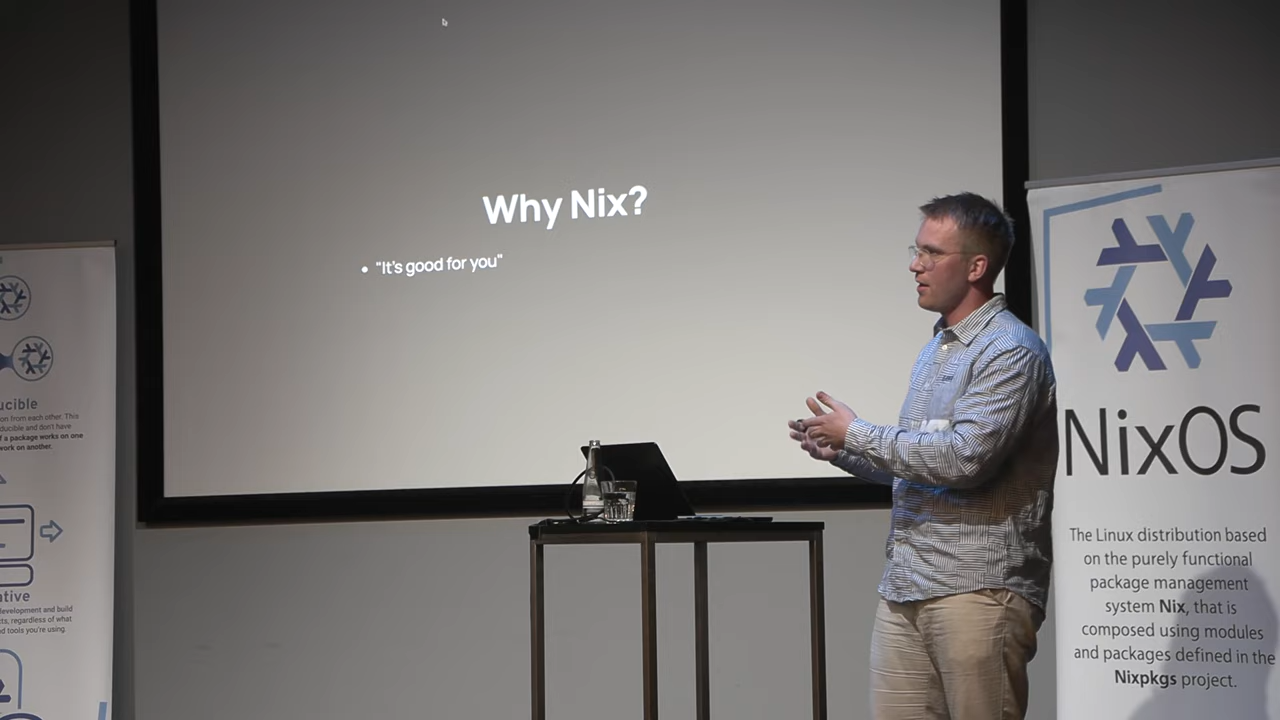 Why Nix?
• "It's good for you"
ucible
on from each other. This
ducible and don't have
f a package works on one
work on another.
ative
development and build
cts, regardless of what
d tools you're using.
NixOS
The Linux distribution based
on the purely functional
package management
system Nix, that is
composed using modules
and packages defined in the
Nixpkgs project.